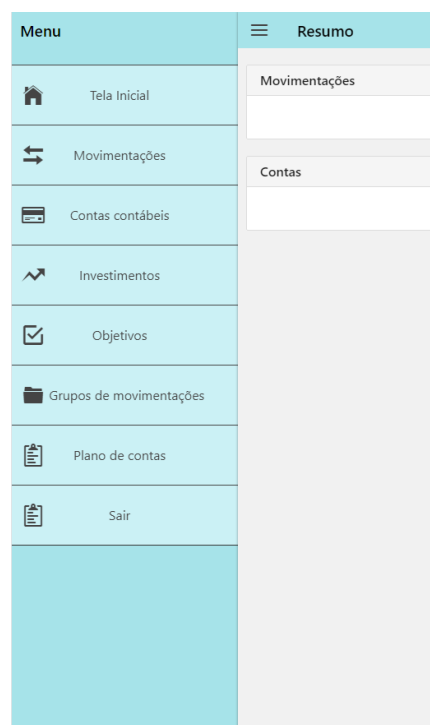 Menu
Tela Inicial
Movimentações
Contas contábeis
Investimentos
Objetivos
Grupos de movimentações
Plano de contas
Sair
Resumo
Movimentações
Contas